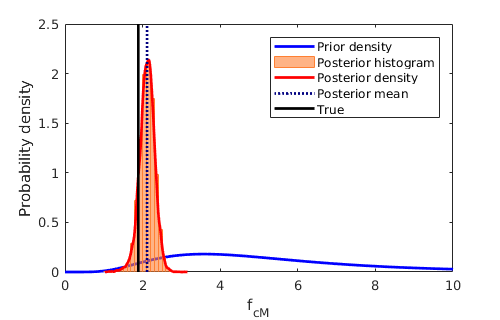 2.5
2
1.5
1
0.5
0
Probability density
Prior density
Posterior histogram
Posterior density
Posterior mean
True
0 2 4 6 8 10
f_cM